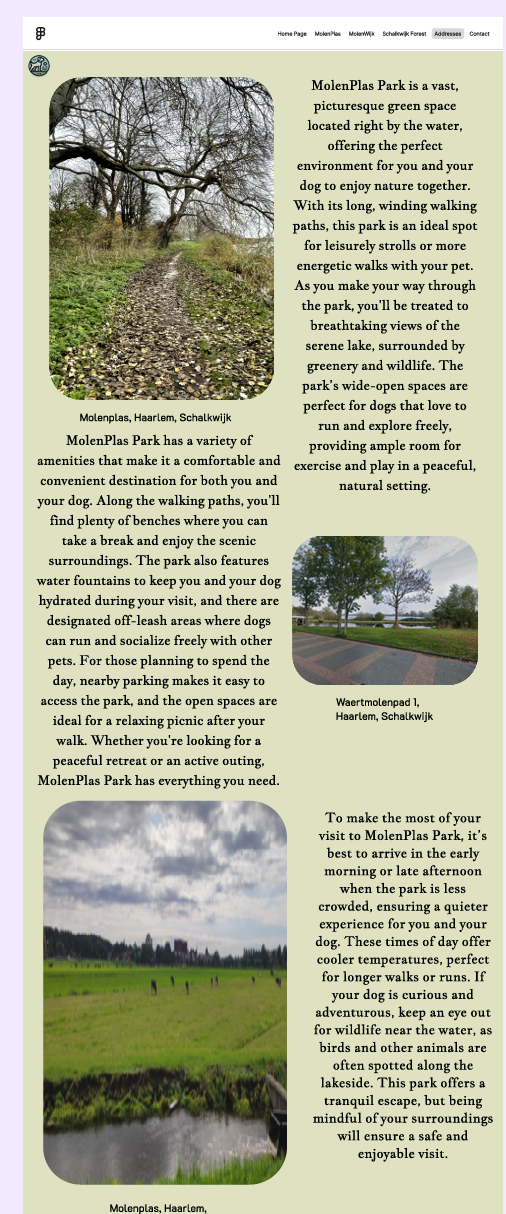 Home Page MolenPlas MolenWijk Schalkwijk Forest Addresses Contact
MolenPlas Park is a vast,
picturesque green space
located right by the water,
offering the perfect
environment for you and your
dog to enjoy nature together.
With its long, winding walking
paths, this park is an ideal spot
for leisurely strolls or more
energetic walks with your pet.
As you make your way through
the park, you'll be treated to
breathtaking views of the
serene lake, surrounded by
greenery and wildlife. The
park's wide-open spaces are
perfect for dogs that love to
run and explore freely,
providing ample room for
exercise and play in a peaceful,
natural setting.
Molenplas, Haarlem, Schalkwijk
MolenPlas Park has a variety of
amenities that make it a comfortable and
convenient destination for both you and
your dog. Along the walking paths, you'll
find plenty of benches where you can
take a break and enjoy the scenic
surroundings. The park also features
water fountains to keep you and your dog
hydrated during your visit, and there are
designated off-leash areas where dogs
can run and socialize freely with other
pets. For those planning to spend the
day, nearby parking makes it easy to
access the park, and the open spaces are
ideal for a relaxing picnic after your
walk. Whether you're looking for a
peaceful retreat or an active outing,
MolenPlas Park has everything you need.
Waertmolenpad 1,
Haarlem, Schalkwijk
To make the most of your
visit to MolenPlas Park, it's
best to arrive in the early
morning or late afternoon
when the park is less
crowded, ensuring a quieter
experience for you and your
dog. These times of day offer
cooler temperatures, perfect
for longer walks or runs. If
your dog is curious and
adventurous, keep an eye out
for wildlife near the water, as
birds and other animals are
often spotted along the
lakeside. This park offers a
tranquil escape, but being
mindful of your surroundings
will ensure a safe and
enjoyable visit.
Molenplas, Haarlem,